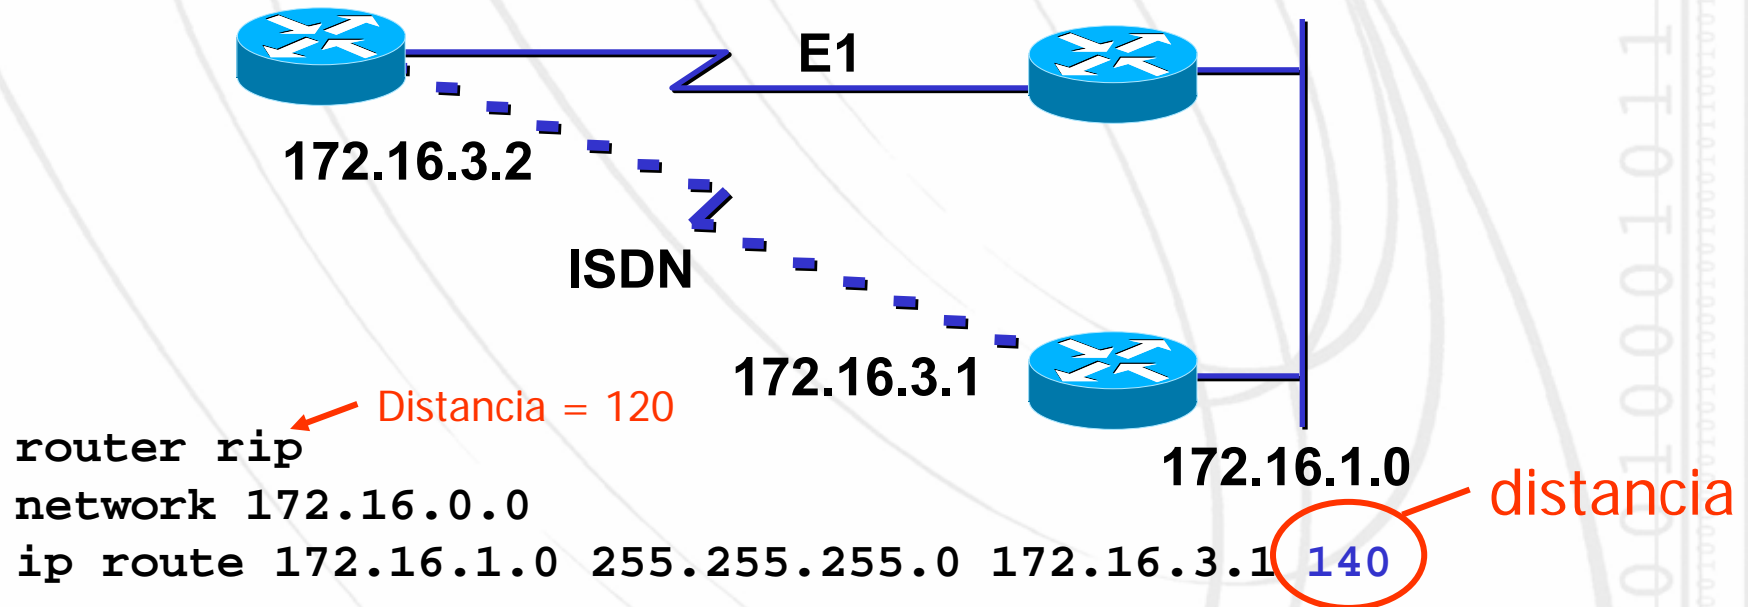 E1
172.16.3.2
ISDN
172.16.3.1
Distancia = 120
router rip
172.16.1.0
distancia
network 172.16.0.0
ip route 172.16.1.0 255.255.255.0 172.16.3.1 140